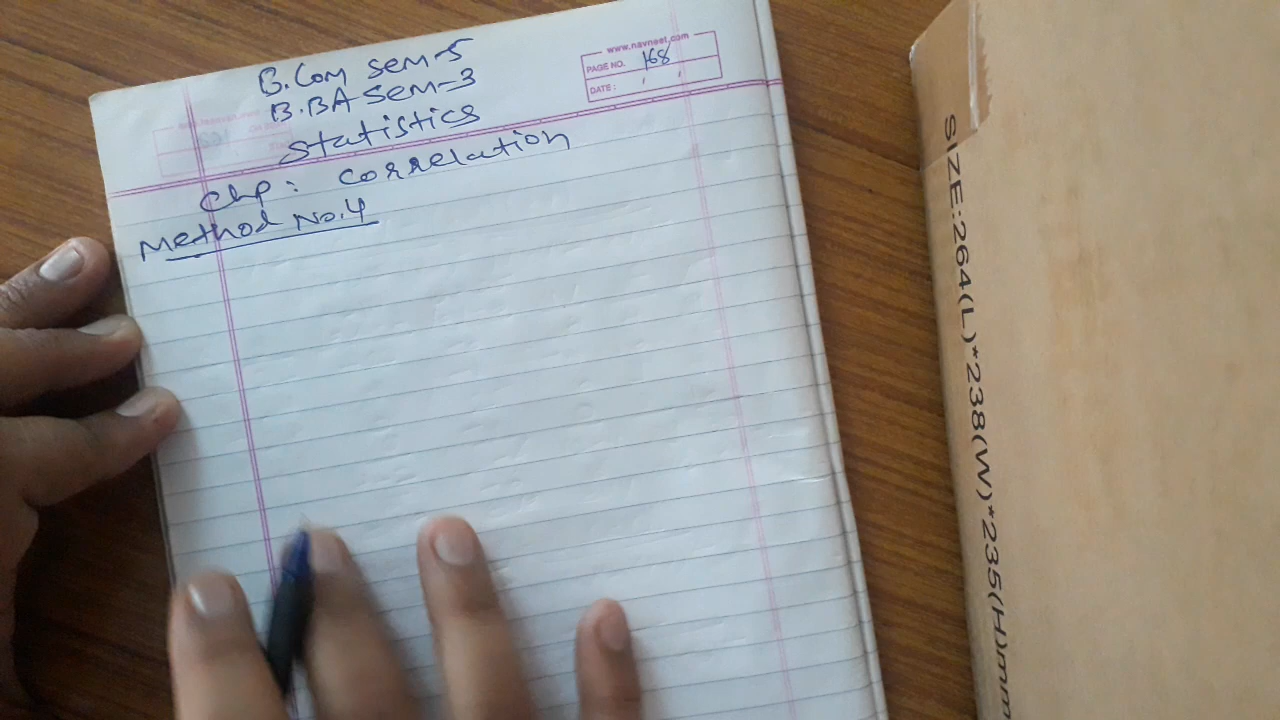 B.Com sem-5
B.BA sem-3
statistics
chp: correlation
Method No.4
www.navneet.com
PAGE NO. 168
DATE : / /
SIZE:264(L)*238(W)*235(H)mm